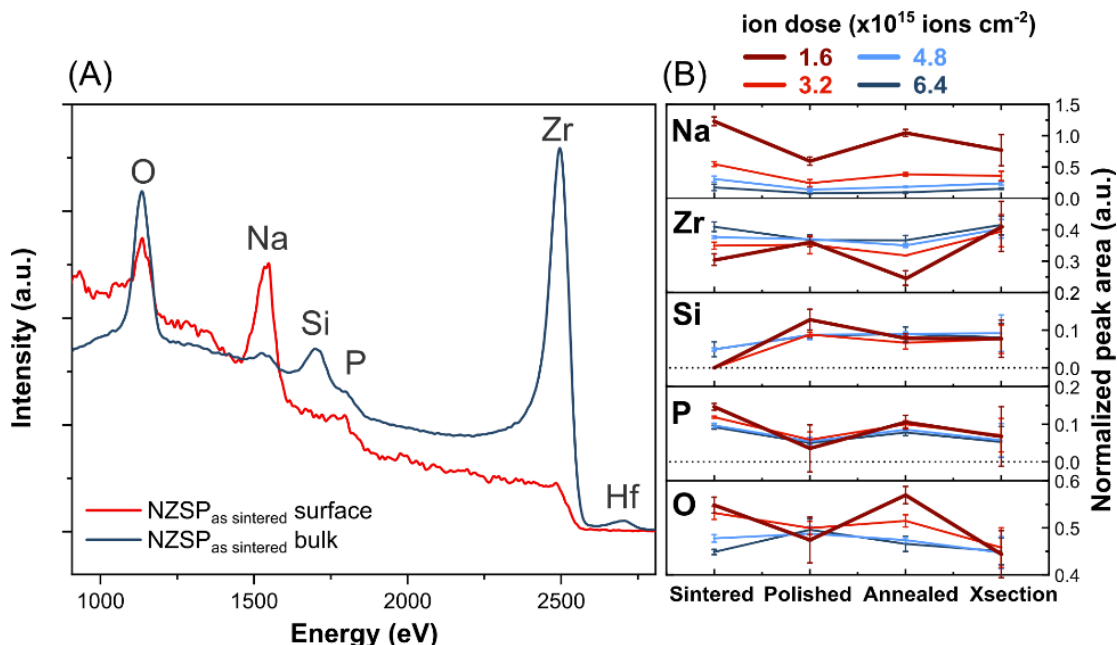 ion dose (x10¹⁵ ions cm⁻²)
1.6 4.8
3.2 6.4
(A)
O
Na
Si
P
Zr
Hf
NZSPas sintered surface
NZSPas sintered bulk
Intensity (a.u.)
1000 1500 2000 2500
Energy (eV)
(B)
Na
1.5
1.0
0.5
0.0
Zr
0.4
0.3
0.2
Si
0.1
0.0
P
0.2
0.1
0.0
O
0.6
0.5
0.4
Normalized peak area (a.u.)
Sintered Polished Annealed Xsection